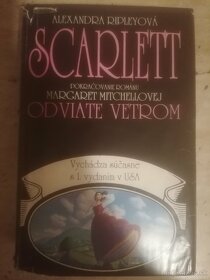 ALEXANDRA RIPLEYOVÁ
SCARLETT
POKRAČOVANIE ROMÁNU
MARGARET MITCHELLOVEJ
ODVIATE VETROM
Vychádza súčasne
s 1. vydaním v USA